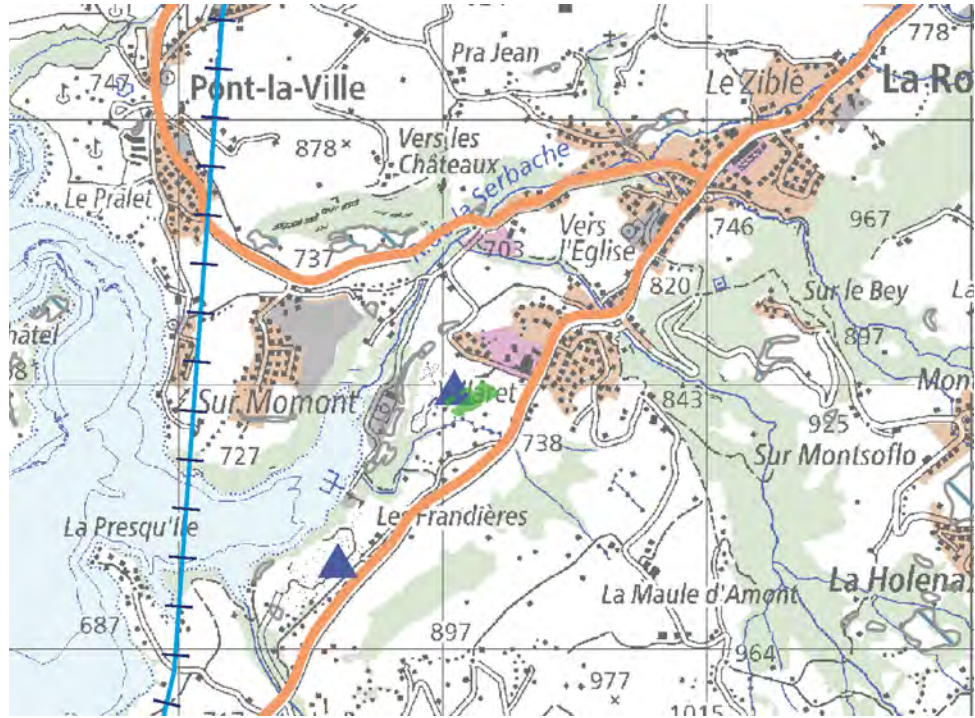 778
Pra Jean
Le Zible
La Ro
Pont-la-Ville
Vers les
Châteaux
878
la Serbache
Le Pralet
967
703
Vers
l'Eglise
746
737
820
Sur le Bey
897
hâtel
Mon
Sur Momont
843
925
727
738
Sur Montsoflo
La Presqu'Ile
Les Frandières
La Maule d'Amont
La Holena
687
897
964
977
1015